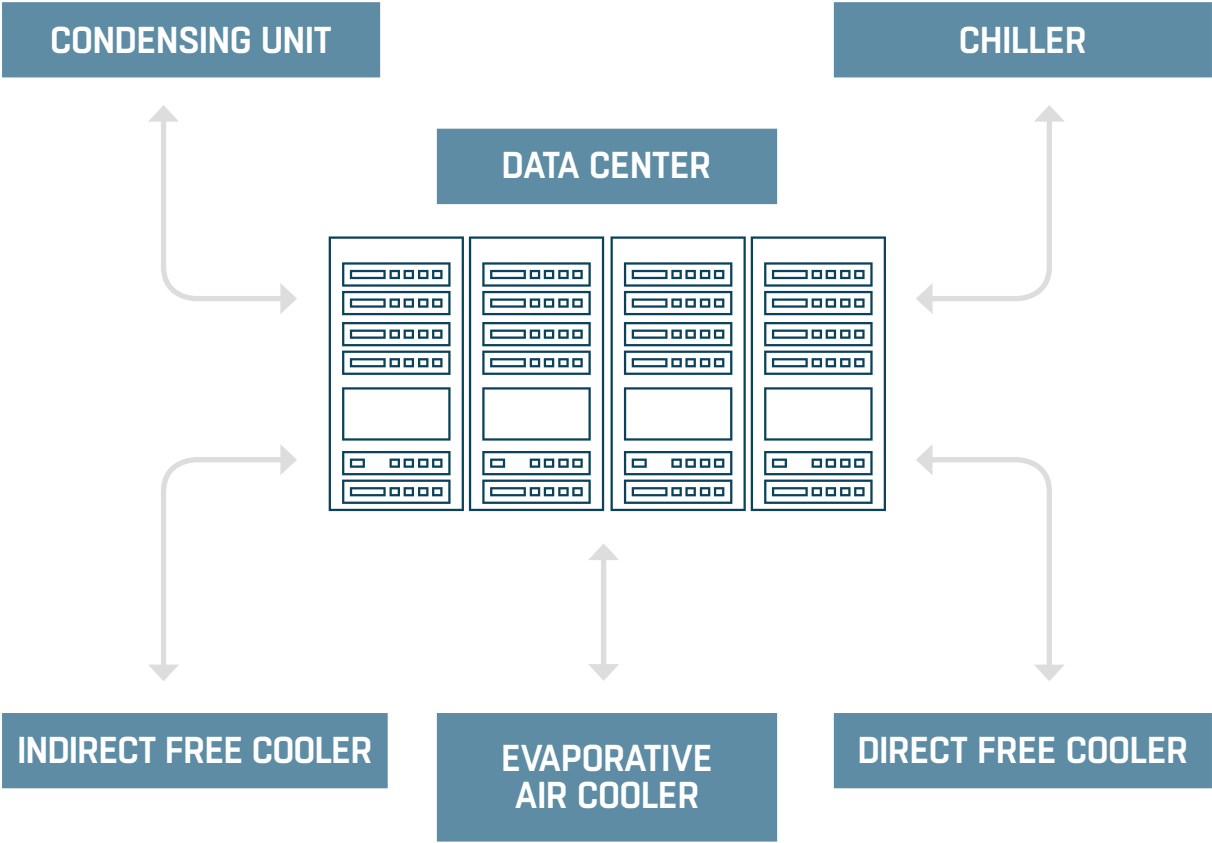 CONDENSING UNIT
CHILLER
DATA CENTER
INDIRECT FREE COOLER
EVAPORATIVE
AIR COOLER
DIRECT FREE COOLER